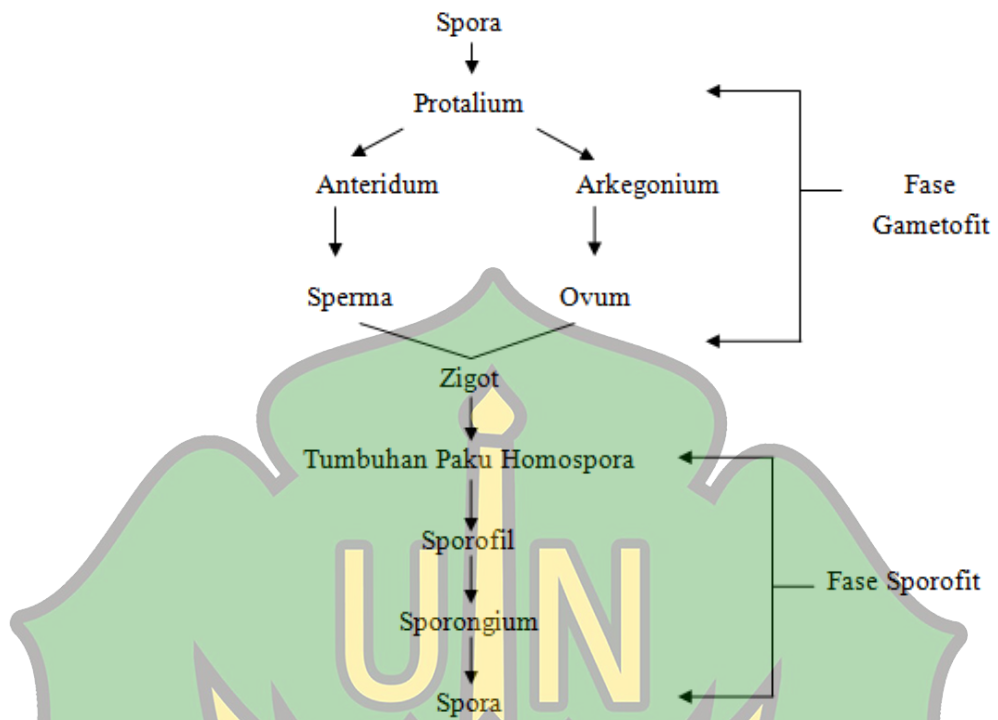 Spora
Protalium
Anteridum
Arkegonium
Fase
Gametofit
Sperma
Ovum
Zigot
Tumbuhan Paku Homospora
Sporofil
Fase Sporofit
Sporongium
Spora
UIN